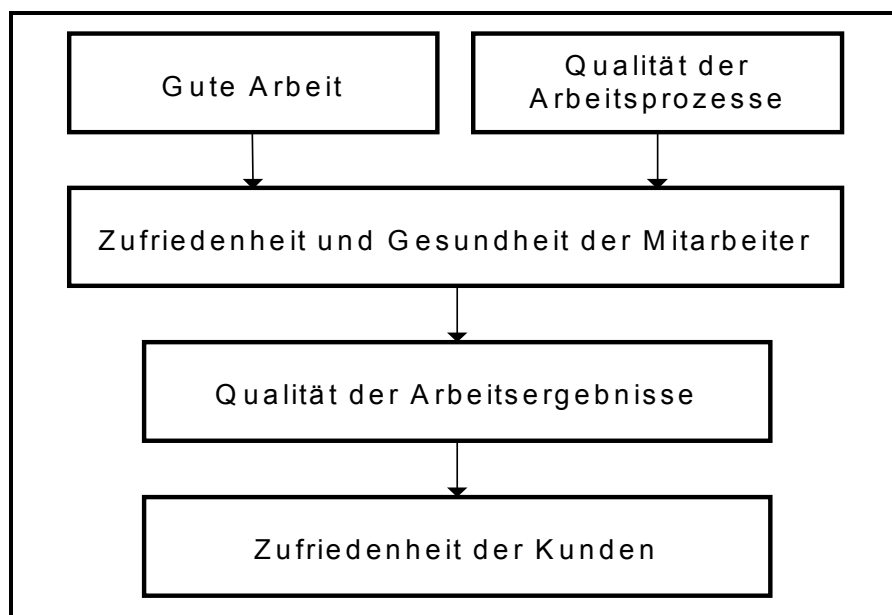 Gute Arbeit
Qualität der
Arbeitsprozesse
Zufriedenheit und Gesundheit der Mitarbeiter
Qualität der Arbeitsergebnisse
Zufriedenheit der Kunden